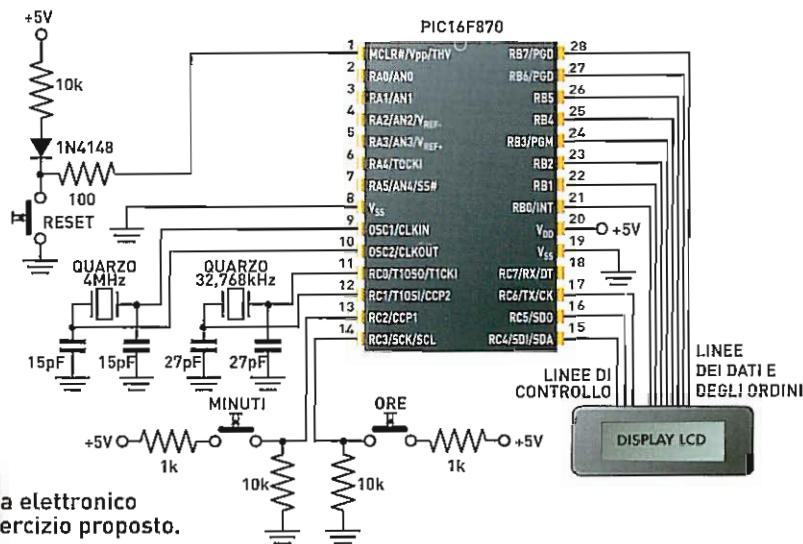 PIC16F870
+5V
10k
1N4148
100
RESET
1
2
3
4
5
6
7
8
9
10
11
12
13
14
MCLR#/Vpp/THV
RA0/AN0
RA1/AN1
RA2/AN2/VREF-
RA3/AN3/VREF+
RA4/T0CKI
RA5/AN4/SS#
VSS
OSC1/CLKIN
OSC2/CLKOUT
RC0/T1OSO/T1CKI
RC1/T1OSI/CCP2
RC2/CCP1
RC3/SCK/SCL
RB7/PGD
RB6/PGD
RB5
RB4
RB3/PGM
RB2
RB1
RB0/INT
VDD
VSS
RC7/RX/DT
RC6/TX/CK
RC5/SDO
RC4/SDI/SDA
28
27
26
25
24
23
22
21
20
19
18
17
16
15
+5V
QUARZO
4MHz
QUARZO
32,768kHz
15pF
15pF
27pF
27pF
LINEE DI
CONTROLLO
LINEE
DEI DATI E
DEGLI ORDINI
DISPLAY LCD
MINUTI
ORE
+5V
1k
10k
10k
1k
+5V
a elettronico
ercizio proposto.